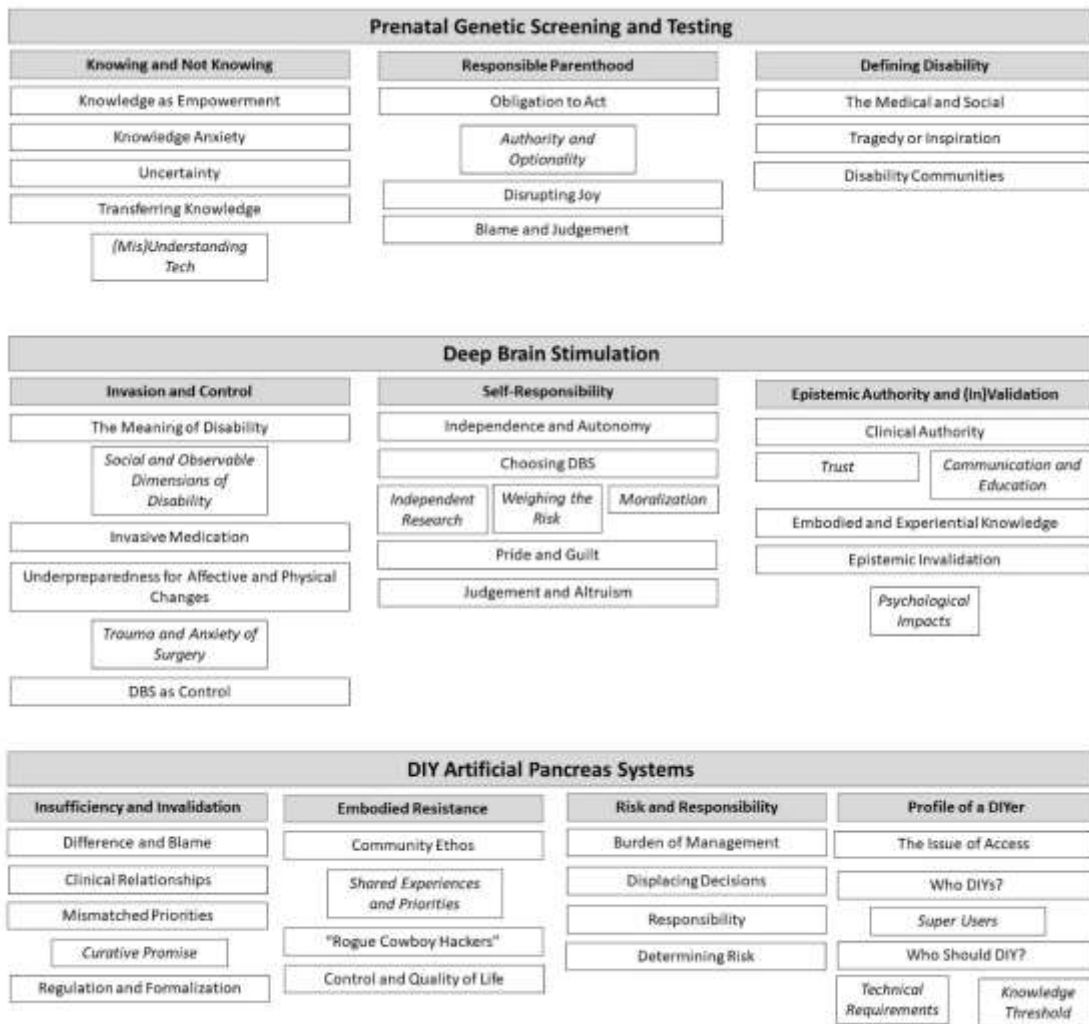 Prenatal Genetic Screening and Testing
Knowing and Not Knowing
Knowledge as Empowerment
Knowledge Anxiety
Uncertainty
Transferring Knowledge
(Mis)Understanding
Tech
Responsible Parenthood
Obligation to Act
Authority and
Optionality
Disrupting Joy
Blame and Judgement
Defining Disability
The Medical and Social
Tragedy or Inspiration
Disability Communities
Deep Brain Stimulation
Invasion and Control
The Meaning of Disability
Social and Observable
Dimensions of
Disability
Invasive Medication
Underpreparedness for Affective and Physical
Changes
Trauma and Anxiety of
Surgery
DBS as Control
Self-Responsibility
Independence and Autonomy
Choosing DBS
Independent
Research
Weighing the
Risk
Moralization
Pride and Guilt
Judgement and Altruism
Epistemic Authority and (In)Validation
Clinical Authority
Trust
Communication and
Education
Embodied and Experiential Knowledge
Epistemic Invalidation
Psychological
Impacts
DIY Artificial Pancreas Systems
Insufficiency and Invalidation
Difference and Blame
Clinical Relationships
Mismatched Priorities
Curative Promise
Regulation and Formalization
Embodied Resistance
Community Ethos
Shared Experiences
and Priorities
"Rogue Cowboy Hackers"
Control and Quality of Life
Risk and Responsibility
Burden of Management
Displacing Decisions
Responsibility
Determining Risk
Profile of a DIYer
The Issue of Access
Who DIYs?
Super Users
Who Should DIY?
Technical
Requirements
Knowledge
Threshold